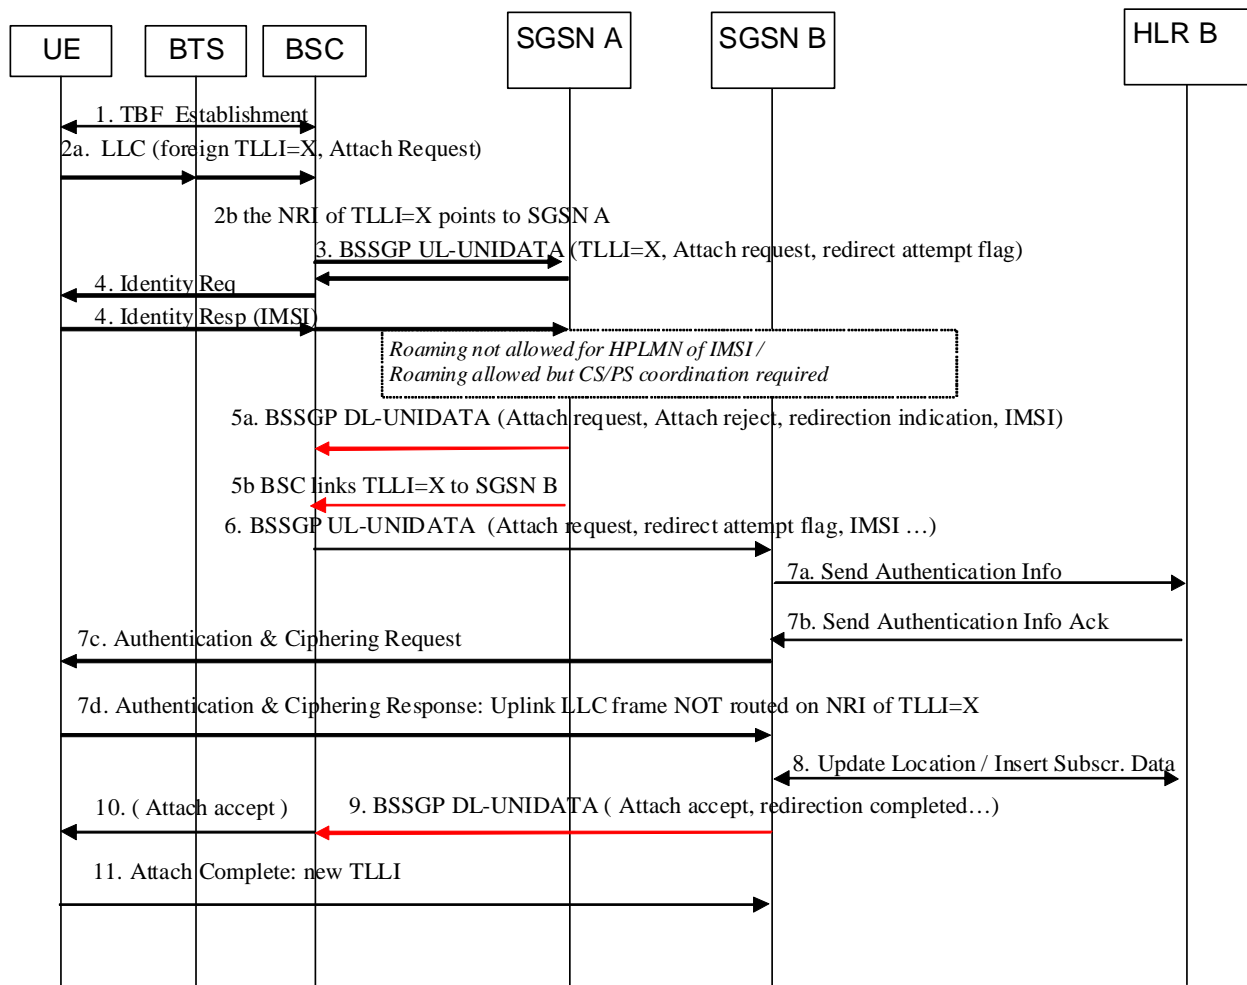 UE
BTS
BSC
SGSN A
SGSN B
HLR B
1. TBF Establishment
2a. LLC (foreign TLLI=X, Attach Request)
2b the NRI of TLLI=X points to SGSN A
3. BSSGP UL-UNIDATA (TLLI=X, Attach request, redirect attempt flag)
4. Identity Req
4. Identity Resp (IMSI)
Roaming not allowed for HPLMN of IMSI /
Roaming allowed but CS/PS coordination required
5a. BSSGP DL-UNIDATA (Attach request, Attach reject, redirection indication, IMSI)
5b BSC links TLLI=X to SGSN B
6. BSSGP UL-UNIDATA (Attach request, redirect attempt flag, IMSI …)
7a. Send Authentication Info
7b. Send Authentication Info Ack
7c. Authentication & Ciphering Request
7d. Authentication & Ciphering Response: Uplink LLC frame NOT routed on NRI of TLLI=X
8. Update Location / Insert Subscr. Data
9. BSSGP DL-UNIDATA ( Attach accept, redirection completed…)
10. ( Attach accept )
11. Attach Complete: new TLLI